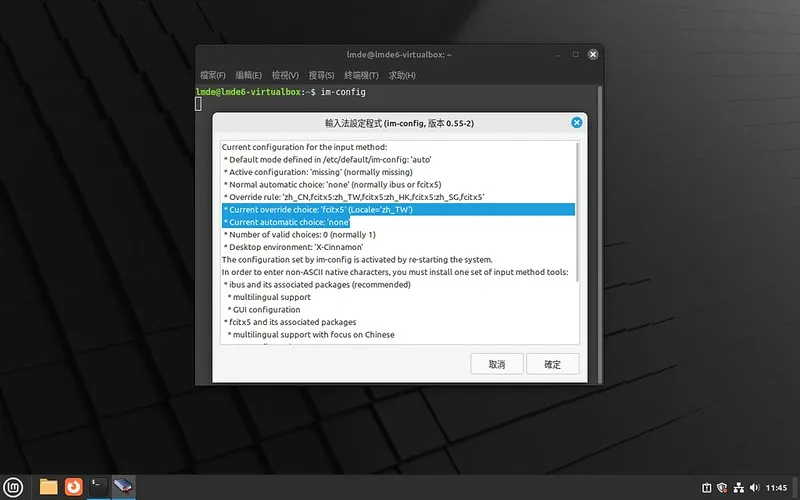 lmde@lmde6-virtualbox: ~
檔案(F) 編輯(E) 檢視(V) 搜尋(S) 終端機(T) 求助(H)
lmde@lmde6-virtualbox:~$ im-config
輸入法設定程式 (im-config, 版本 0.55-2)
Current configuration for the input method:
* Default mode defined in /etc/default/im-config: 'auto'
* Active configuration: 'missing' (normally missing)
* Normal automatic choice: 'none' (normally ibus or fcitx5)
* Override rule: 'zh_CN,fcitx5:zh_TW,fcitx5:zh_HK,fcitx5:zh_SG,fcitx5'
* Current override choice: 'fcitx5' (Locale='zh_TW')
* Current automatic choice: 'none'
* Number of valid choices: 0 (normally 1)
* Desktop environment: 'X-Cinnamon'
The configuration set by im-config is activated by re-starting the system.
In order to enter non-ASCII native characters, you must install one set of input method tools:
* ibus and its associated packages (recommended)
* multilingual support
* GUI configuration
* fcitx5 and its associated packages
* multilingual support with focus on Chinese
取消 確定
11:45